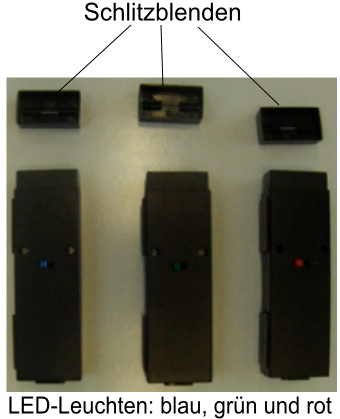 Schlitzblenden
LED-Leuchten: blau, grün und rot